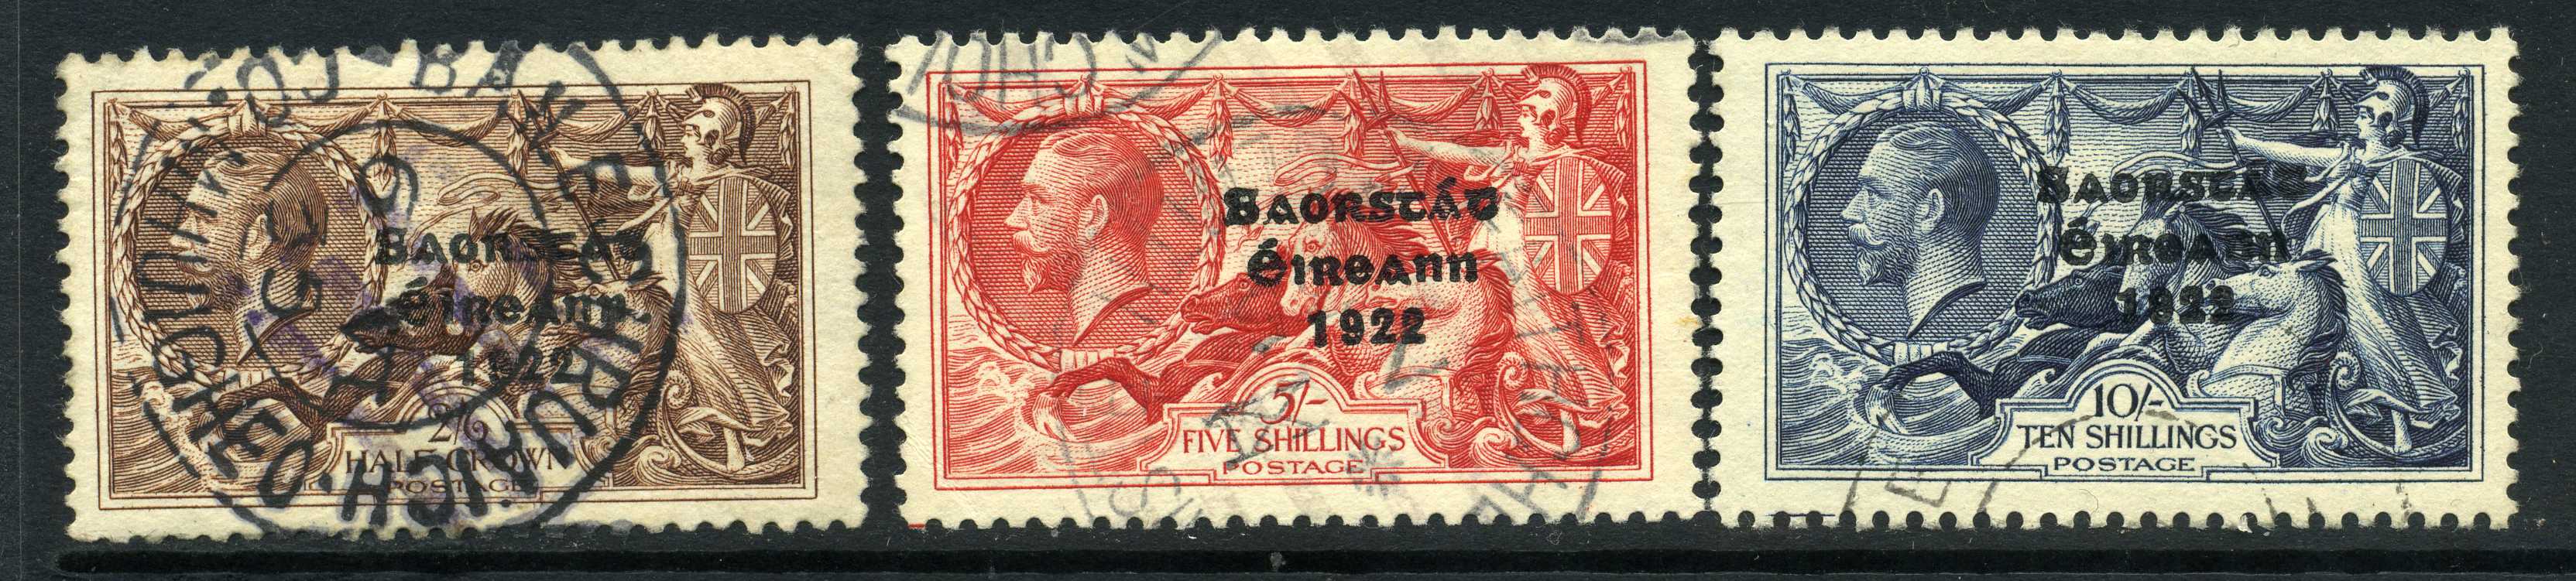 Saorstát
Éireann
1922
2/6
HALF CROWN
POSTAGE
Saorstát
Éireann
1922
5/-
FIVE SHILLINGS
POSTAGE
Saorstát
Éireann
1922
10/-
TEN SHILLINGS
POSTAGE